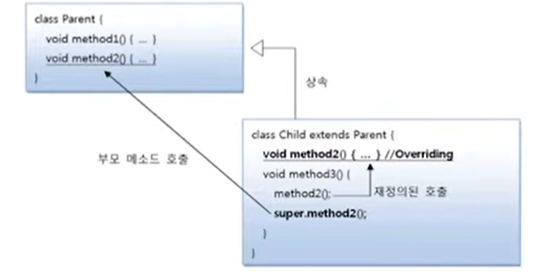 class Parent {
void method1() { ... }
void method2() { ... }
}
상속
부모 메소드 호출
class Child extends Parent {
void method2() { ... } //Overriding
void method3() {
method2();
재정의된 호출
super.method2();
}
}